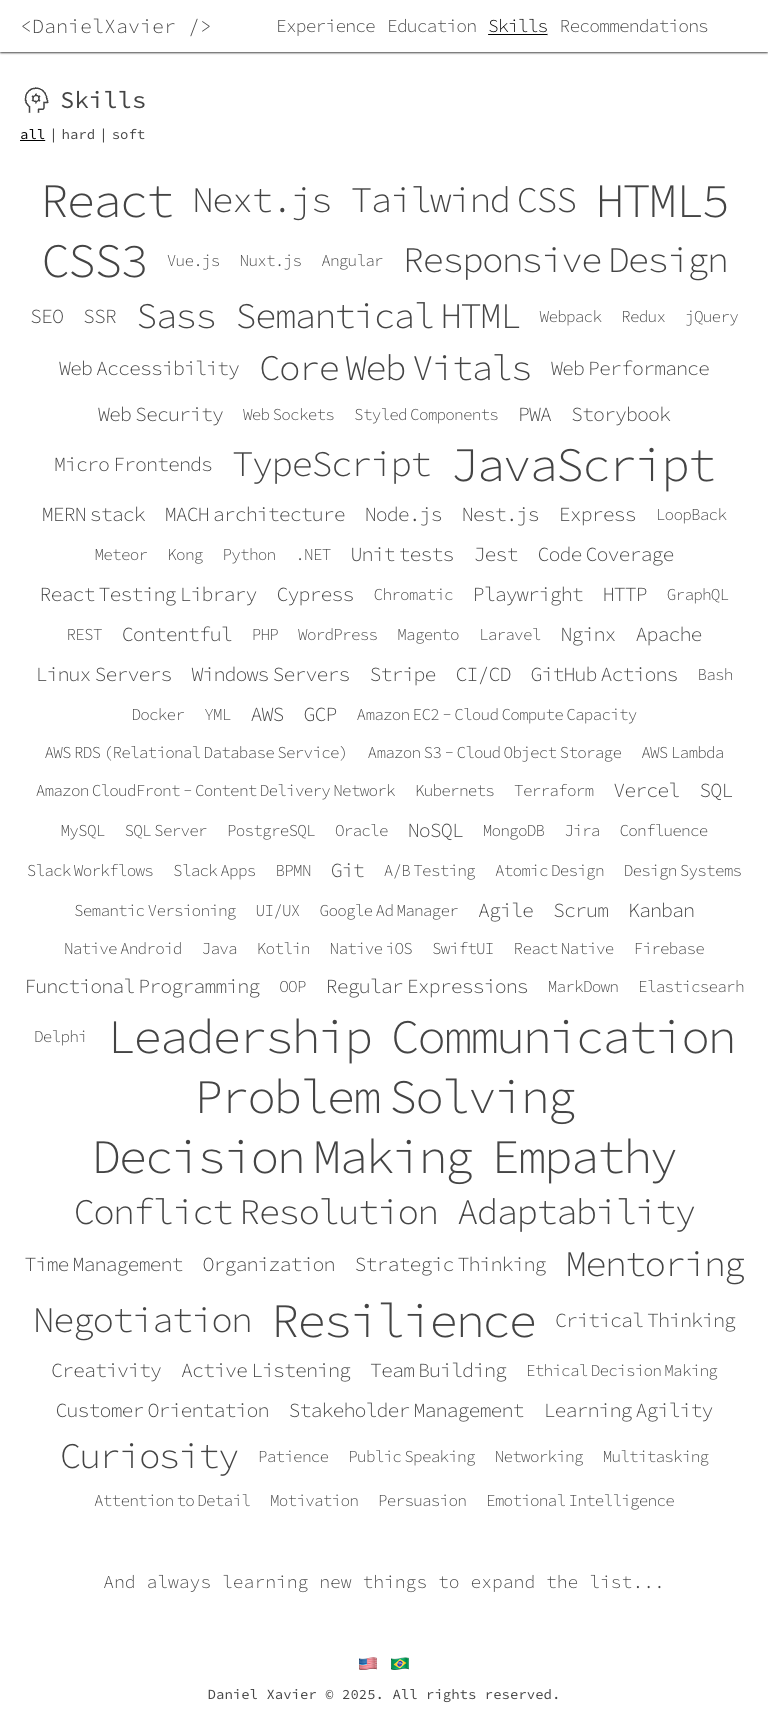 <DanielXavier /> Experience Education Skills Recommendations
Skills
all | hard | soft
React Next.js Tailwind CSS HTML5
CSS3 Vue.js Nuxt.js Angular Responsive Design
SEO SSR Sass Semantical HTML Webpack Redux jQuery
Web Accessibility Core Web Vitals Web Performance
Web Security Web Sockets Styled Components PWA Storybook
Micro Frontends TypeScript JavaScript
MERN stack MACH architecture Node.js Nest.js Express LoopBack
Meteor Kong Python .NET Unit tests Jest Code Coverage
React Testing Library Cypress Chromatic Playwright HTTP GraphQL
REST Contentful PHP WordPress Magento Laravel Nginx Apache
Linux Servers Windows Servers Stripe CI/CD GitHub Actions Bash
Docker YML AWS GCP Amazon EC2 - Cloud Compute Capacity
AWS RDS (Relational Database Service) Amazon S3 - Cloud Object Storage AWS Lambda
Amazon CloudFront - Content Delivery Network Kubernets Terraform Vercel SQL
MySQL SQL Server PostgreSQL Oracle NoSQL MongoDB Jira Confluence
Slack Workflows Slack Apps BPMN Git A/B Testing Atomic Design Design Systems
Semantic Versioning UI/UX Google Ad Manager Agile Scrum Kanban
Native Android Java Kotlin Native iOS SwiftUI React Native Firebase
Functional Programming OOP Regular Expressions MarkDown Elasticsearh
Delphi Leadership Communication
Problem Solving
Decision Making Empathy
Conflict Resolution Adaptability
Time Management Organization Strategic Thinking Mentoring
Negotiation Resilience Critical Thinking
Creativity Active Listening Team Building Ethical Decision Making
Customer Orientation Stakeholder Management Learning Agility
Curiosity Patience Public Speaking Networking Multitasking
Attention to Detail Motivation Persuasion Emotional Intelligence
And always learning new things to expand the list...
Daniel Xavier © 2025. All rights reserved.